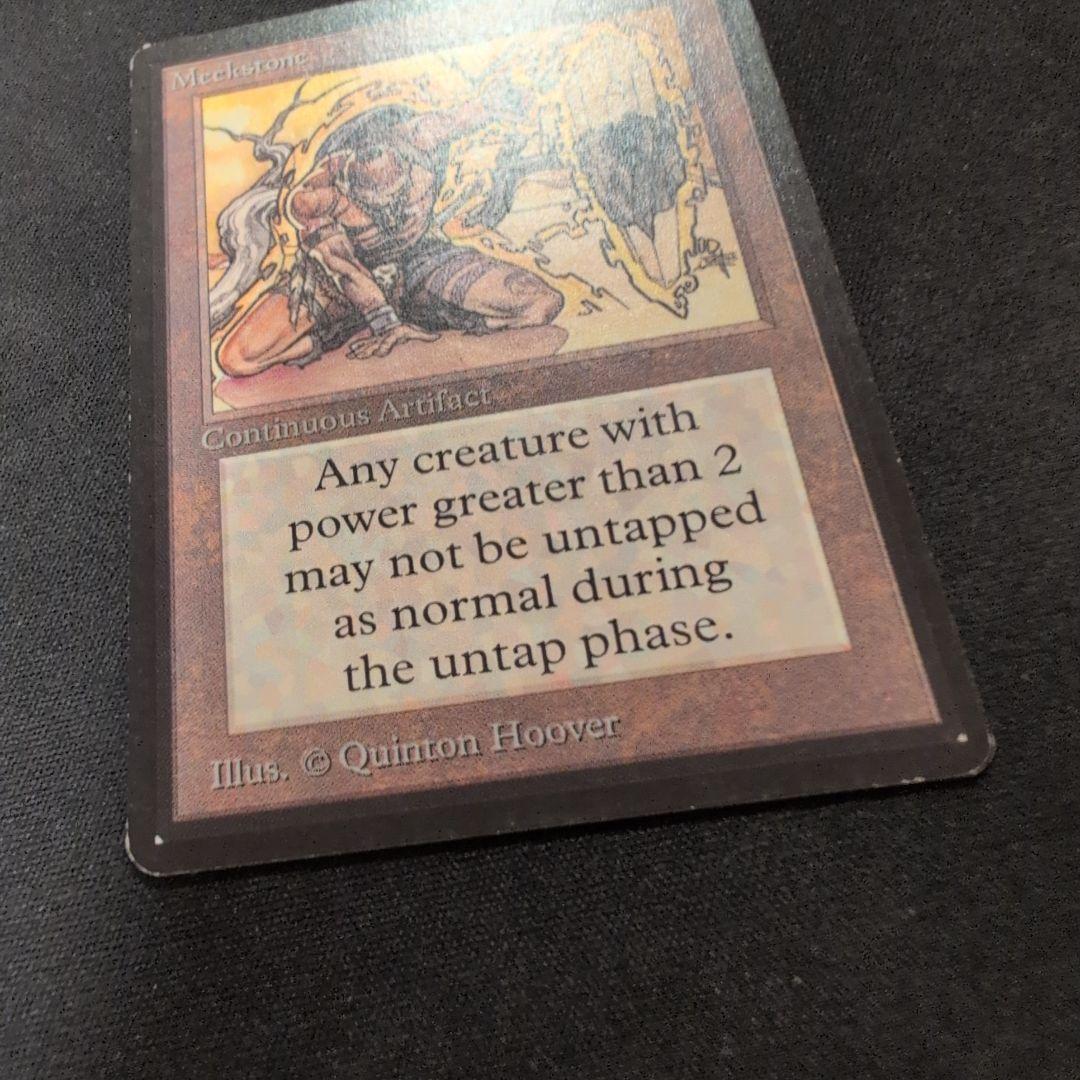 Meekstone
Continuous Artifact
Any creature with
power greater than 2
may not be untapped
as normal during
the untap phase.
Illus. © Quinton Hoover